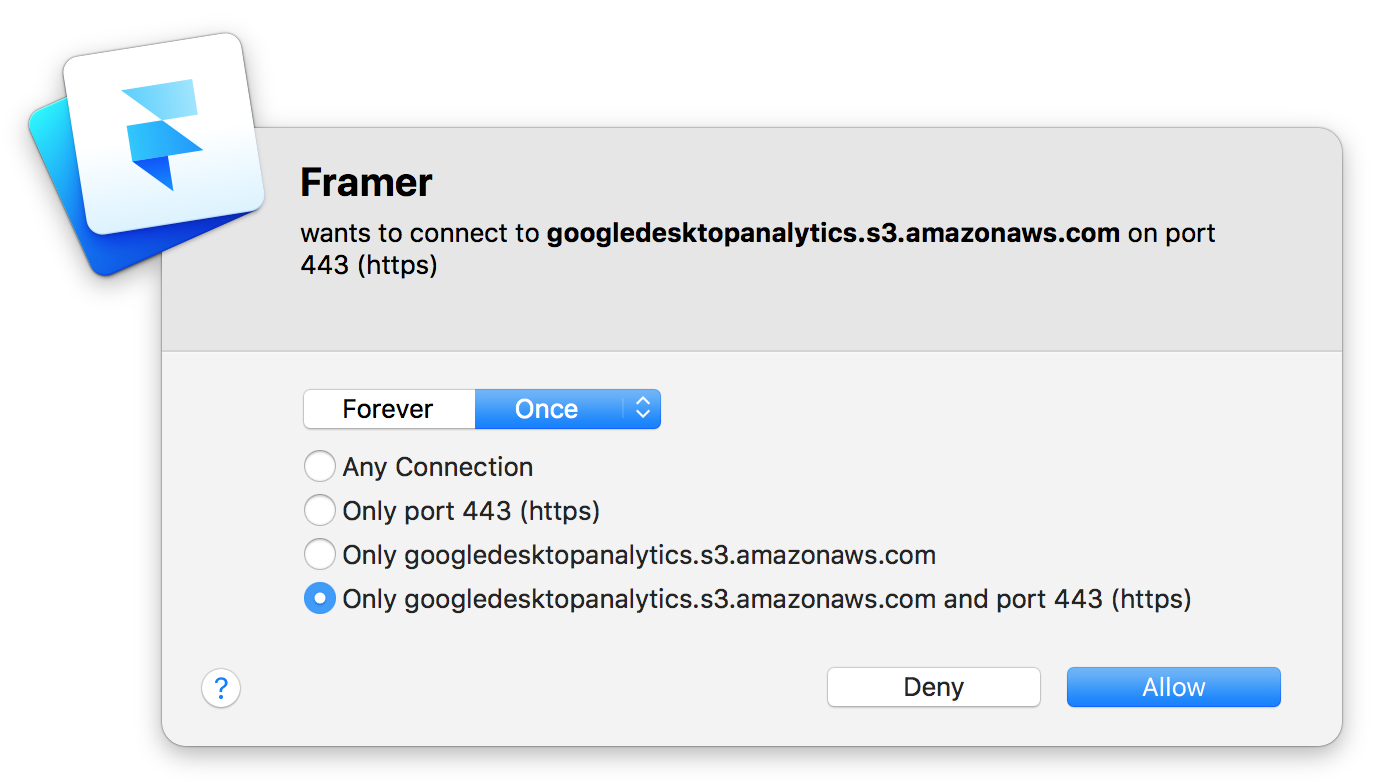 Framer
wants to connect to googledesktopanalytics.s3.amazonaws.com on port
443 (https)
Forever
Once
Any Connection
Only port 443 (https)
Only googledesktopanalytics.s3.amazonaws.com
Only googledesktopanalytics.s3.amazonaws.com and port 443 (https)
?
Deny
Allow